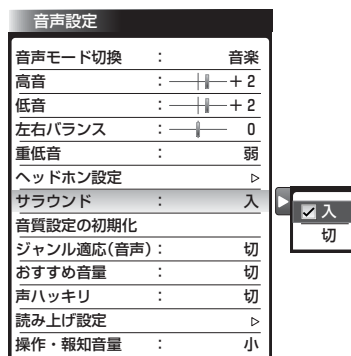 音声設定
音声モード切換 : 音楽
高音 : +2
低音 : +2
左右バランス : 0
重低音 : 弱
ヘッドホン設定
サラウンド : 入
入
切
音質設定の初期化
ジャンル適応(音声) : 切
おすすめ音量 : 切
声ハッキリ : 切
読み上げ設定
操作・報知音量 : 小